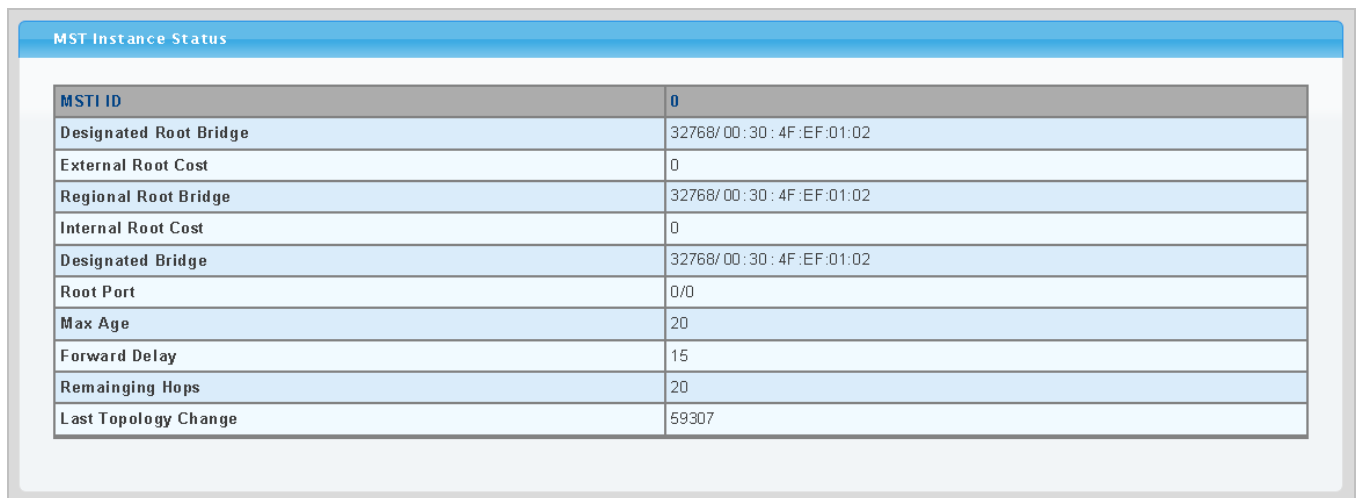 MST Instance Status
MSTI ID 0
Designated Root Bridge 32768/00:30:4F:EF:01:02
External Root Cost 0
Regional Root Bridge 32768/00:30:4F:EF:01:02
Internal Root Cost 0
Designated Bridge 32768/00:30:4F:EF:01:02
Root Port 0/0
Max Age 20
Forward Delay 15
Remainging Hops 20
Last Topology Change 59307